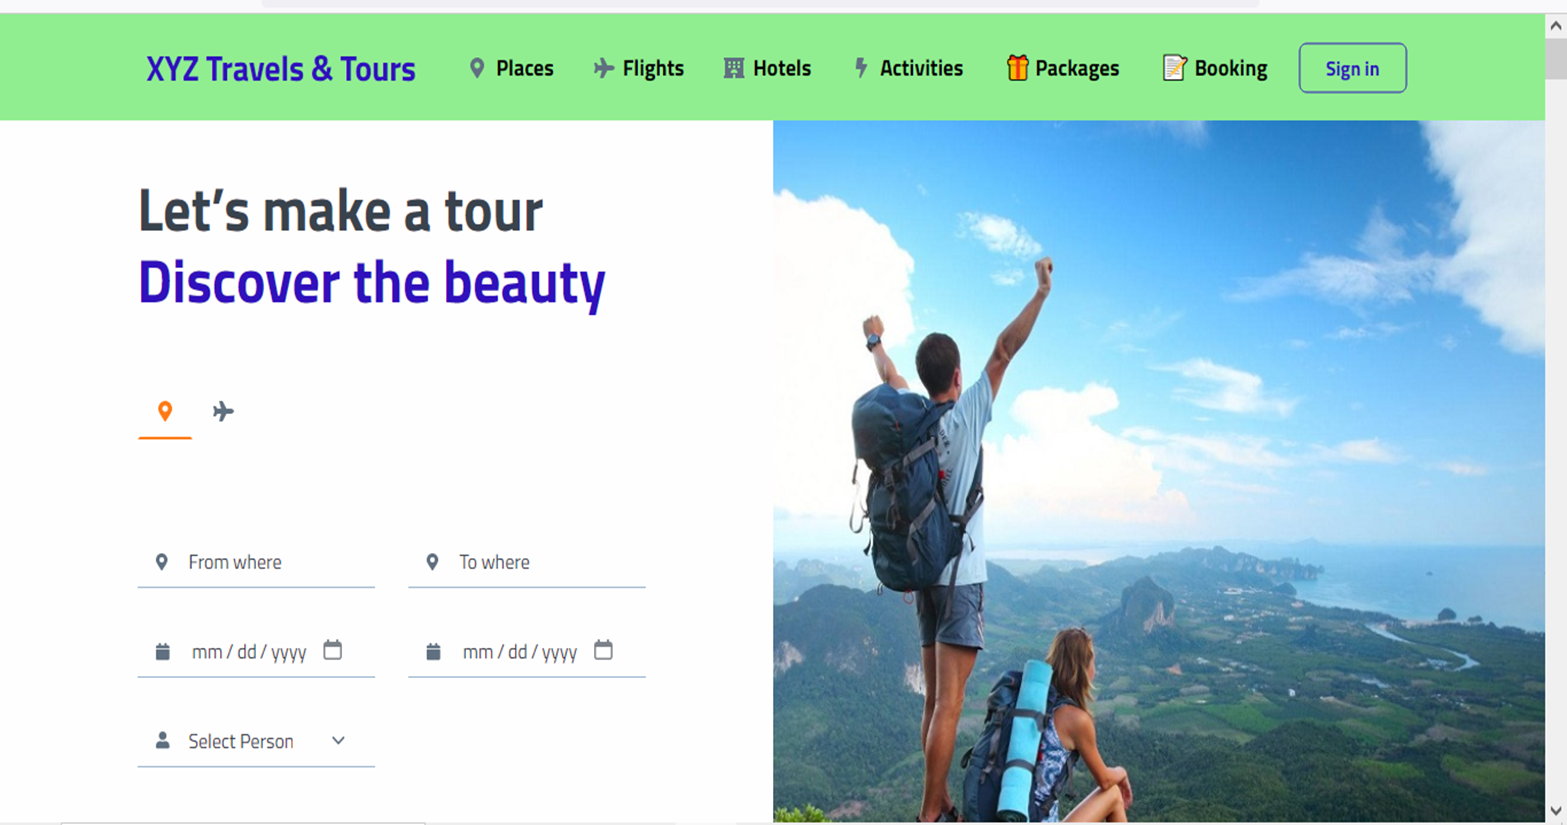 XYZ Travels & Tours Places Flights Hotels Activities Packages Booking Sign in
Let’s make a tour
Discover the beauty
From where To where
mm / dd / yyyy mm / dd / yyyy
Select Person